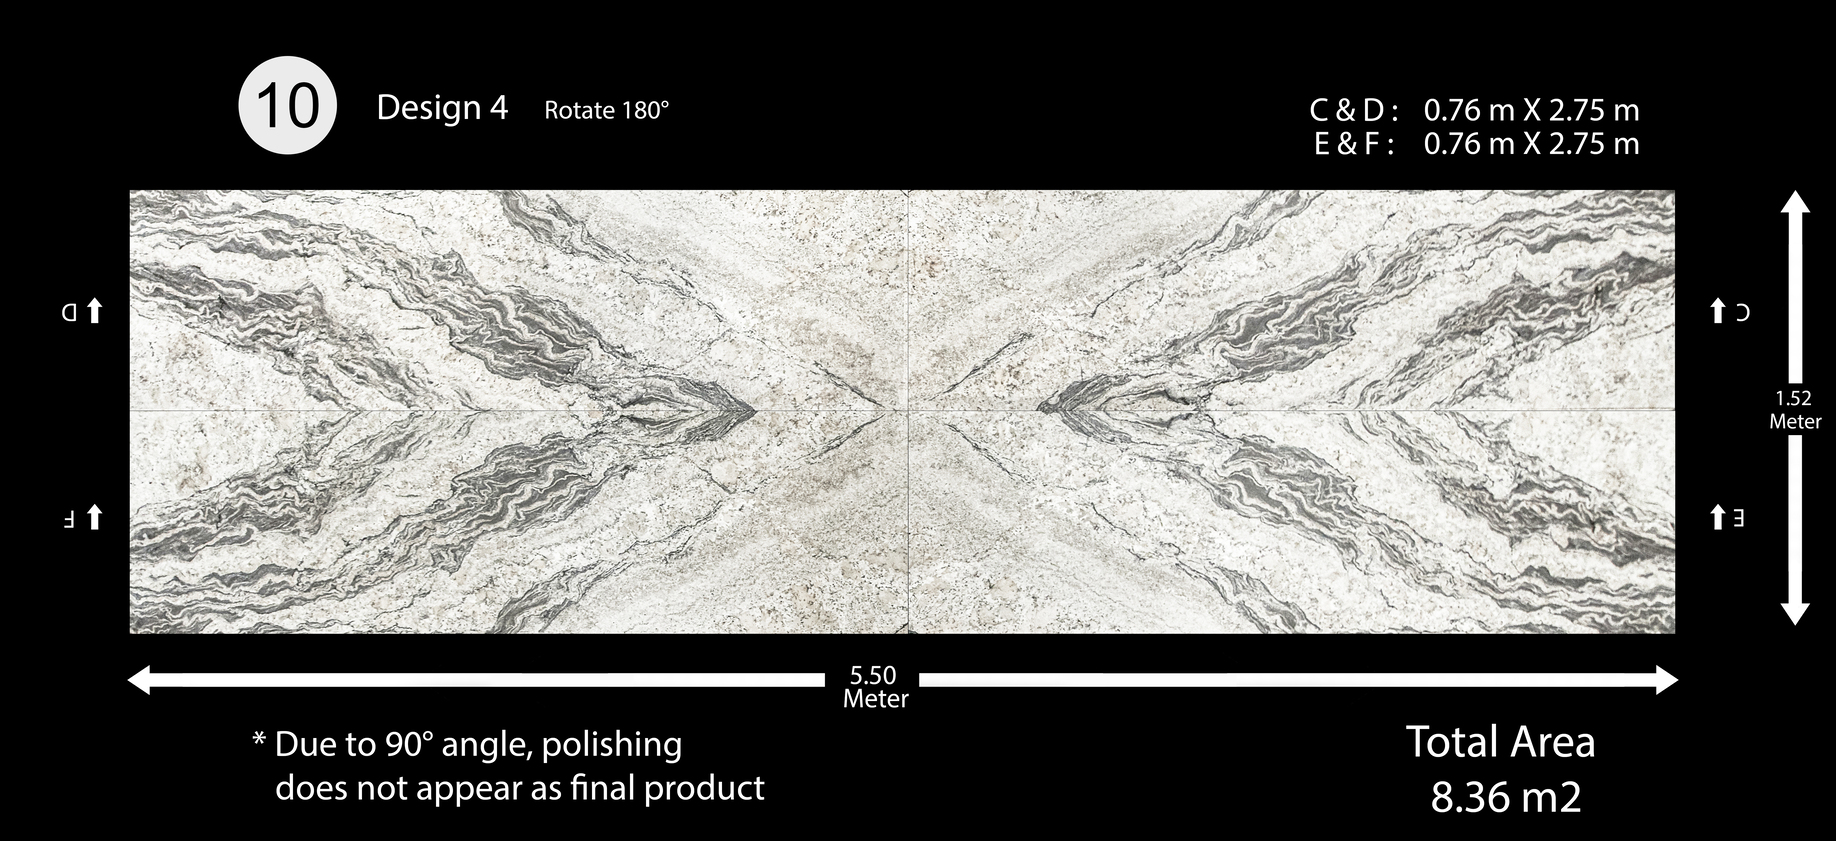 10
Design 4 Rotate 180°
C & D : 0.76 m X 2.75 m
E & F : 0.76 m X 2.75 m
D
C
1.52
Meter
F
E
5.50
Meter
* Due to 90° angle, polishing
does not appear as final product
Total Area
8.36 m2